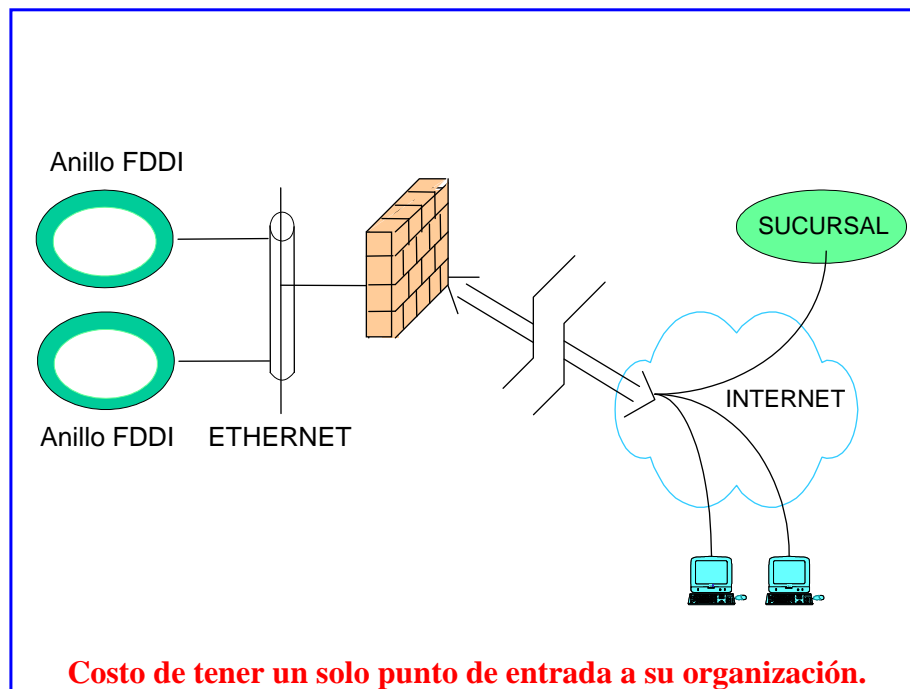 Anillo FDDI
SUCURSAL
INTERNET
Anillo FDDI
ETHERNET
Costo de tener un solo punto de entrada a su organización.